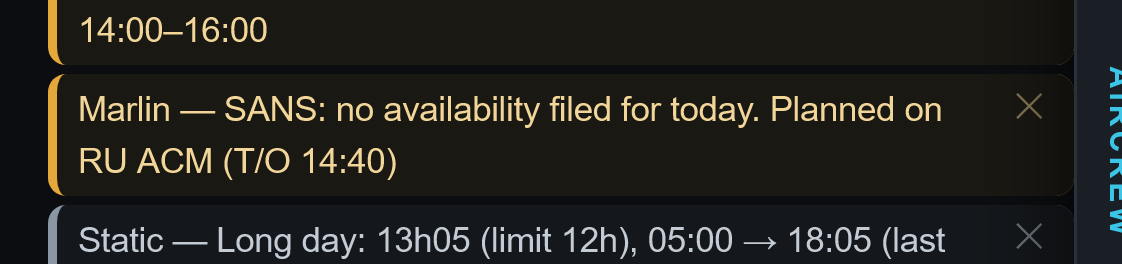 14:00–16:00
Marlin — SANS: no availability filed for today. Planned on
RU ACM (T/O 14:40)
Static — Long day: 13h05 (limit 12h), 05:00 → 18:05 (last
AIRCREW